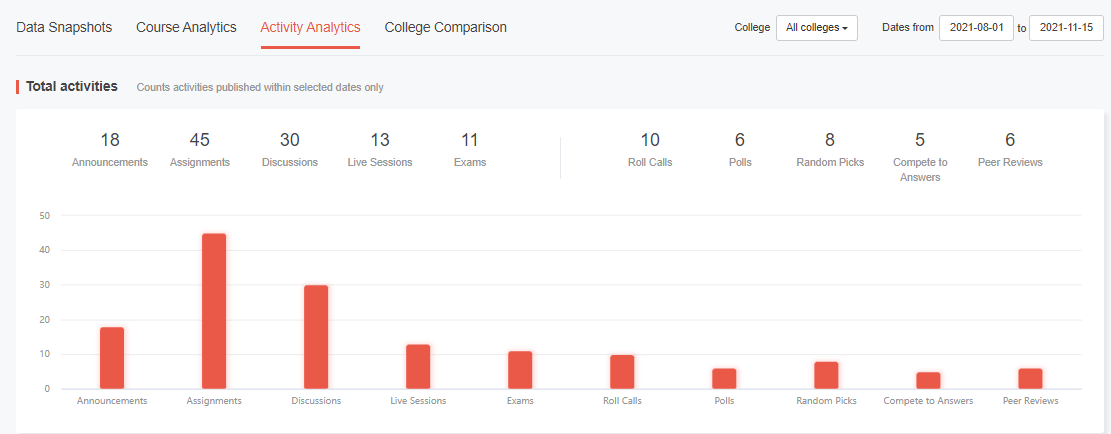 Data Snapshots Course Analytics Activity Analytics College Comparison College All colleges Dates from 2021-08-01 to 2021-11-15
Total activities Counts activities published within selected dates only
18 45 30 13 11 10 6 8 5 6
Announcements Assignments Discussions Live Sessions Exams Roll Calls Polls Random Picks Compete to Peer Reviews
Answers
50
40
30
20
10
0
Announcements Assignments Discussions Live Sessions Exams Roll Calls Polls Random Picks Compete to Answers Peer Reviews